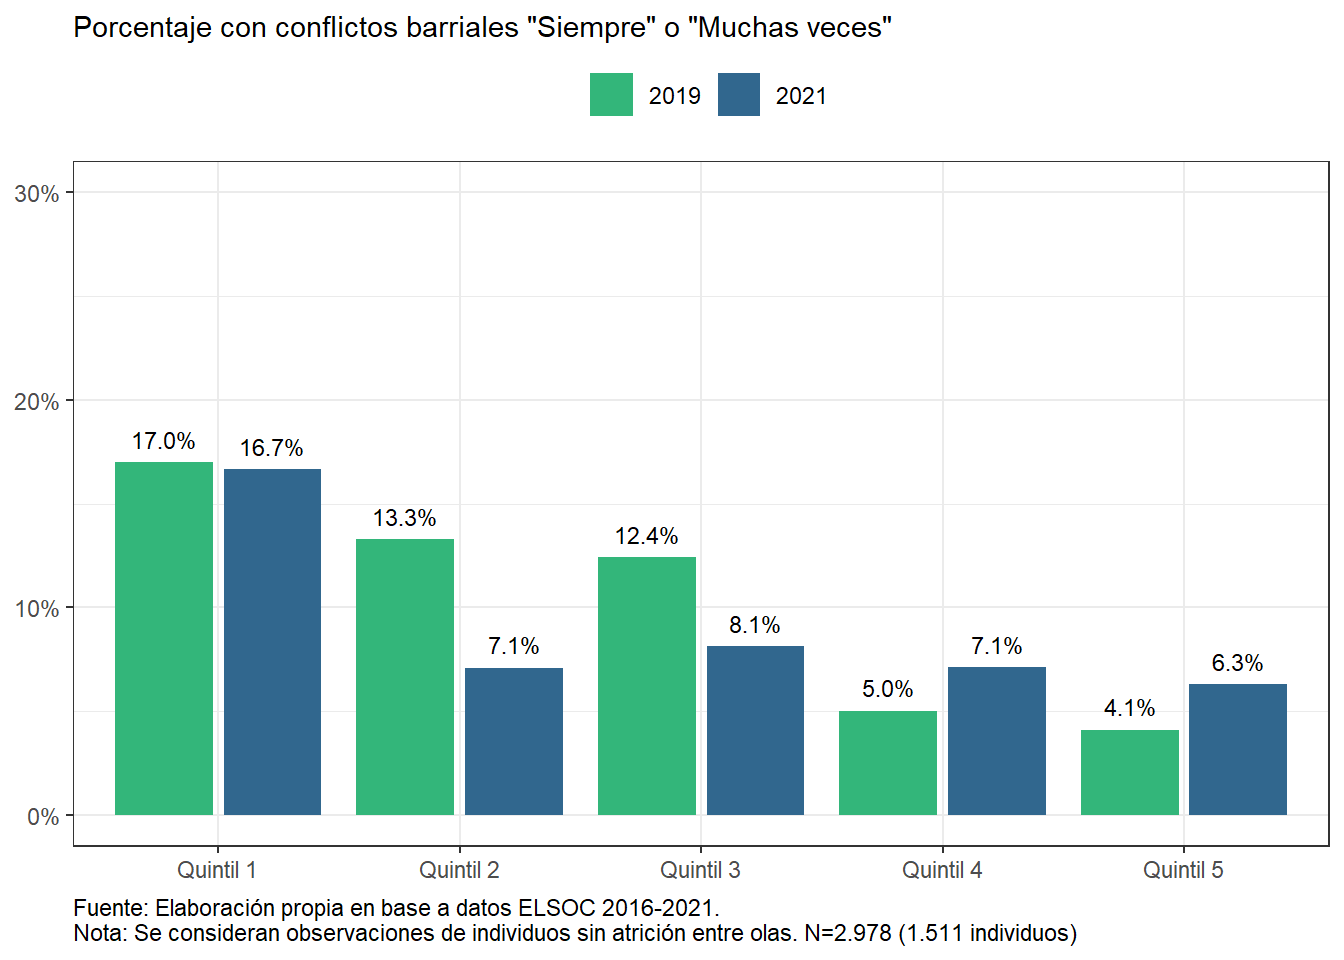 Porcentaje con conflictos barriales "Siempre" o "Muchas veces"
2019 2021
30%
20%
10%
0%
17.0% 16.7%
13.3% 7.1%
12.4% 8.1%
5.0% 7.1%
4.1% 6.3%
Quintil 1 Quintil 2 Quintil 3 Quintil 4 Quintil 5
Fuente: Elaboración propia en base a datos ELSOC 2016-2021.
Nota: Se consideran observaciones de individuos sin atrición entre olas. N=2.978 (1.511 individuos)